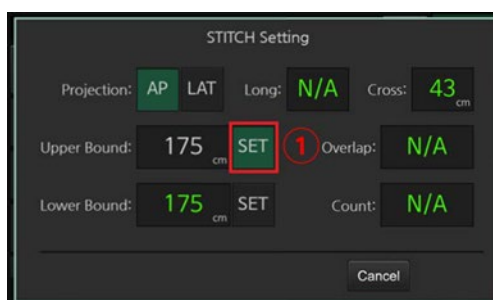 STITCH Setting
Projection: AP LAT Long: N/A Cross: 43 cm
Upper Bound: 175 cm SET 1 Overlap: N/A
Lower Bound: 175 cm SET Count: N/A
Cancel